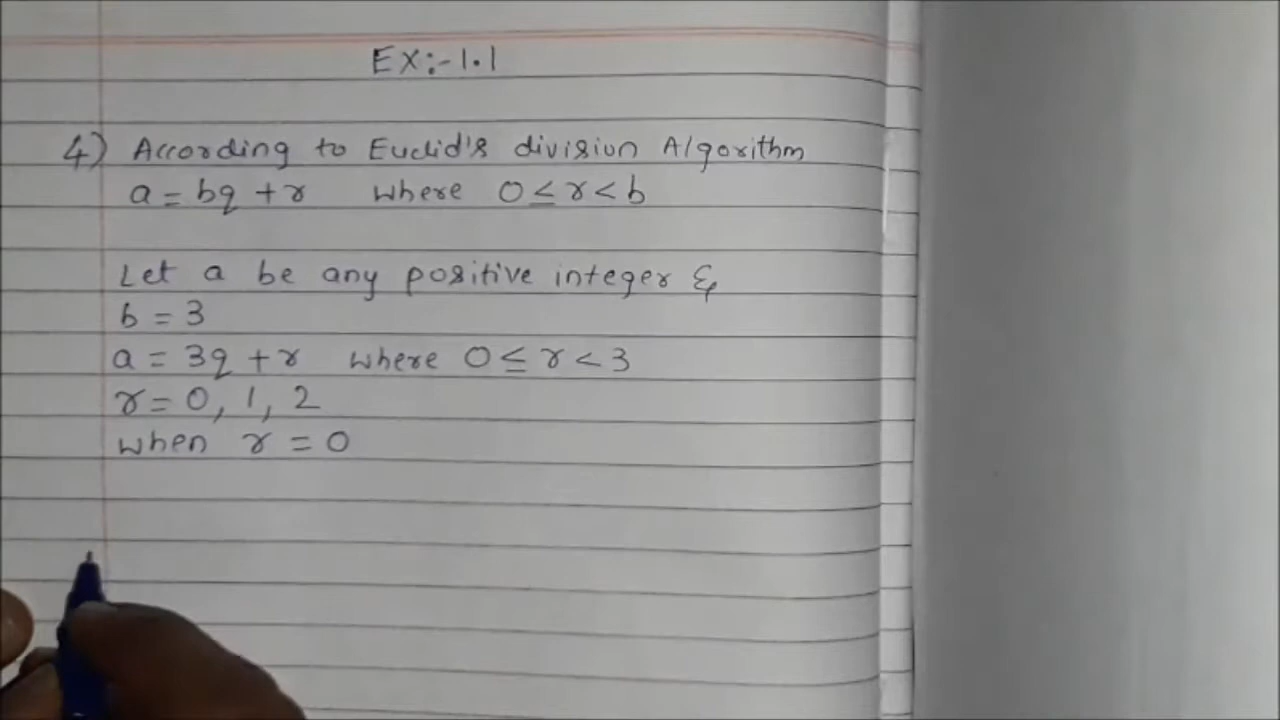 EX:-1.1
4) According to Euclid's division Algorithm
a = bq + r where 0 ≤ r < b
Let a be any positive integer &
b = 3
a = 3q + r where 0 ≤ r < 3
r = 0, 1, 2
when r = 0